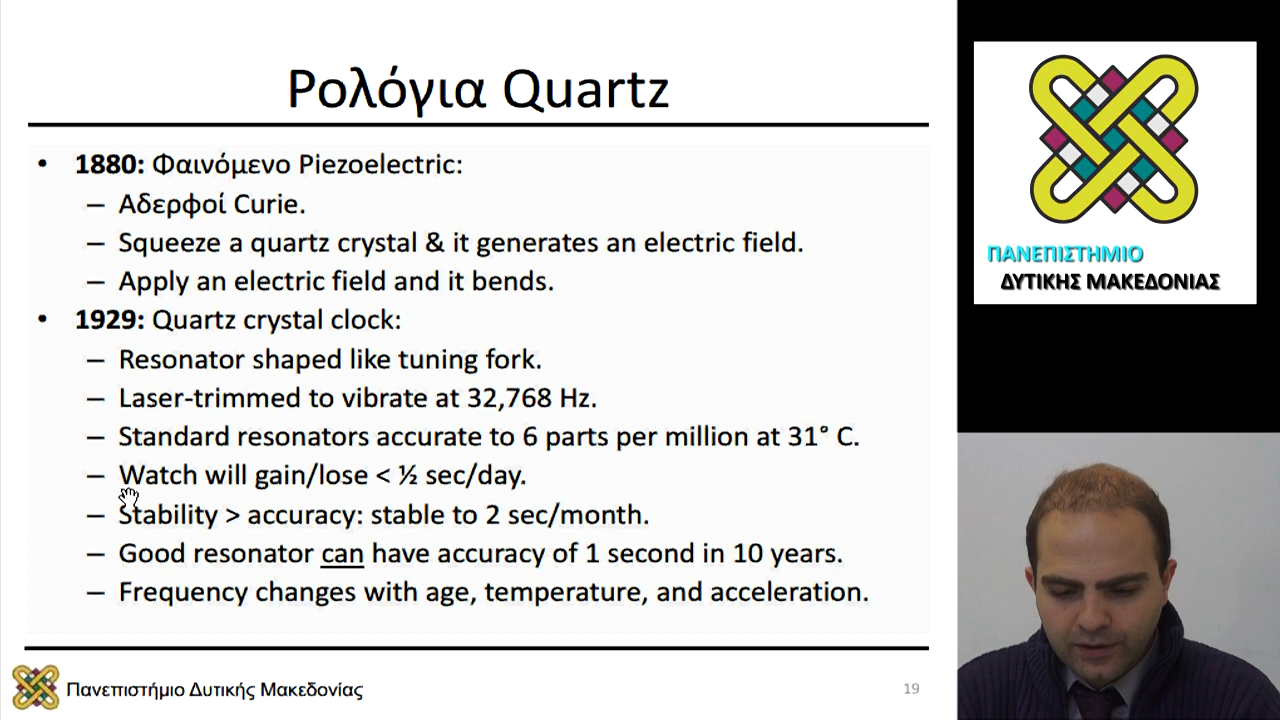 Ρολόγια Quartz
• 1880: Φαινόμενο Piezoelectric:
– Αδερφοί Curie.
– Squeeze a quartz crystal & it generates an electric field.
– Apply an electric field and it bends.
• 1929: Quartz crystal clock:
– Resonator shaped like tuning fork.
– Laser-trimmed to vibrate at 32,768 Hz.
– Standard resonators accurate to 6 parts per million at 31° C.
– Watch will gain/lose < ½ sec/day.
– Stability > accuracy: stable to 2 sec/month.
– Good resonator can have accuracy of 1 second in 10 years.
– Frequency changes with age, temperature, and acceleration.
Πανεπιστήμιο Δυτικής Μακεδονίας
19
ΠΑΝΕΠΙΣΤΗΜΙΟ
ΔΥΤΙΚΗΣ ΜΑΚΕΔΟΝΙΑΣ